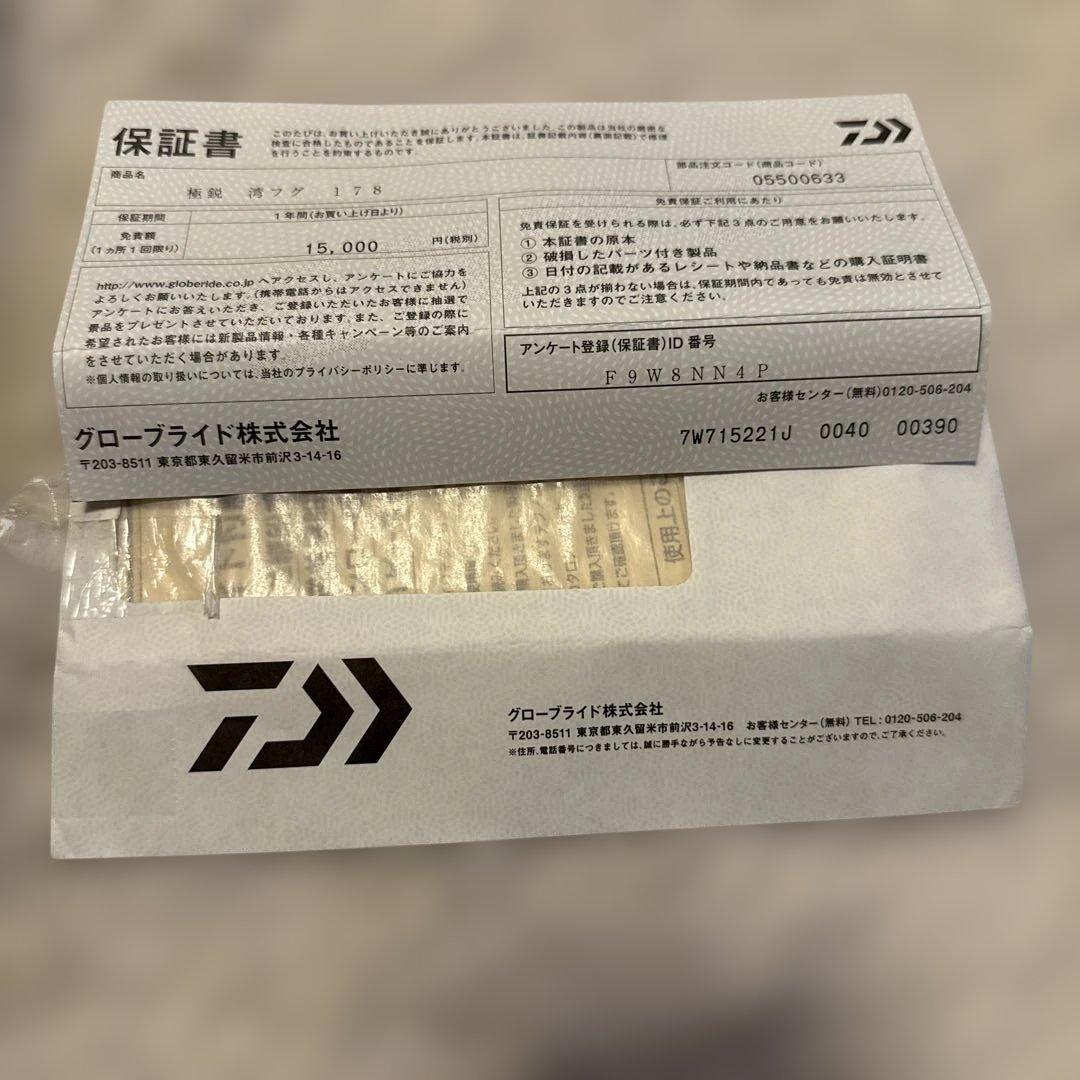 保証書
このたびは、お買い上げいただき誠にありがとうございました。この製品は当社の厳密な
検査に合格したものであることを保証します。本証書は、証書記載内容(裏面記載)で修理
を行うことを約束するものです。
商品名
極鋭 湾フグ 178
部品注文コード(商品コード)
05500633
保証期間
1年間(お買い上げ日より)
免責額
(1ヵ所1回限り)
15,000 円(税別)
http://www.globeride.co.jp へアクセスし、アンケートにご協力を
よろしくお願いいたします。(携帯電話からはアクセスできません)
アンケートにお答えいただき、ご登録いただいたお客様に抽選で
景品をプレゼントさせていただいております。また、ご登録の際に
希望されたお客様には新製品情報・各種キャンペーン等のご案内
をさせていただく場合があります。
※個人情報の取り扱いについては、当社のプライバシーポリシーに準じます。
免責保証ご利用にあたり
免責保証を受けられる際は、必ず下記3点のご用意をお願いいたします。
① 本証書の原本
② 破損したパーツ付き製品
③ 日付の記載があるレシートや納品書などの購入証明書
上記の3点が揃わない場合は、保証期間内であっても免責は無効とさせて
いただきますのでご注意ください。
アンケート登録(保証書)ID 番号
F9W8NN4P
お客様センター(無料)0120-506-204
グローブライド株式会社
〒203-8511 東京都東久留米市前沢3-14-16
7W715221J 0040 00390
使用上の
てご確認頂けます。
グローブライド株式会社
〒203-8511 東京都東久留米市前沢3-14-16 お客様センター(無料) TEL : 0120-506-204
※住所、電話番号につきましては、誠に勝手ながら予告なしに変更することがございますので、ご了承ください。